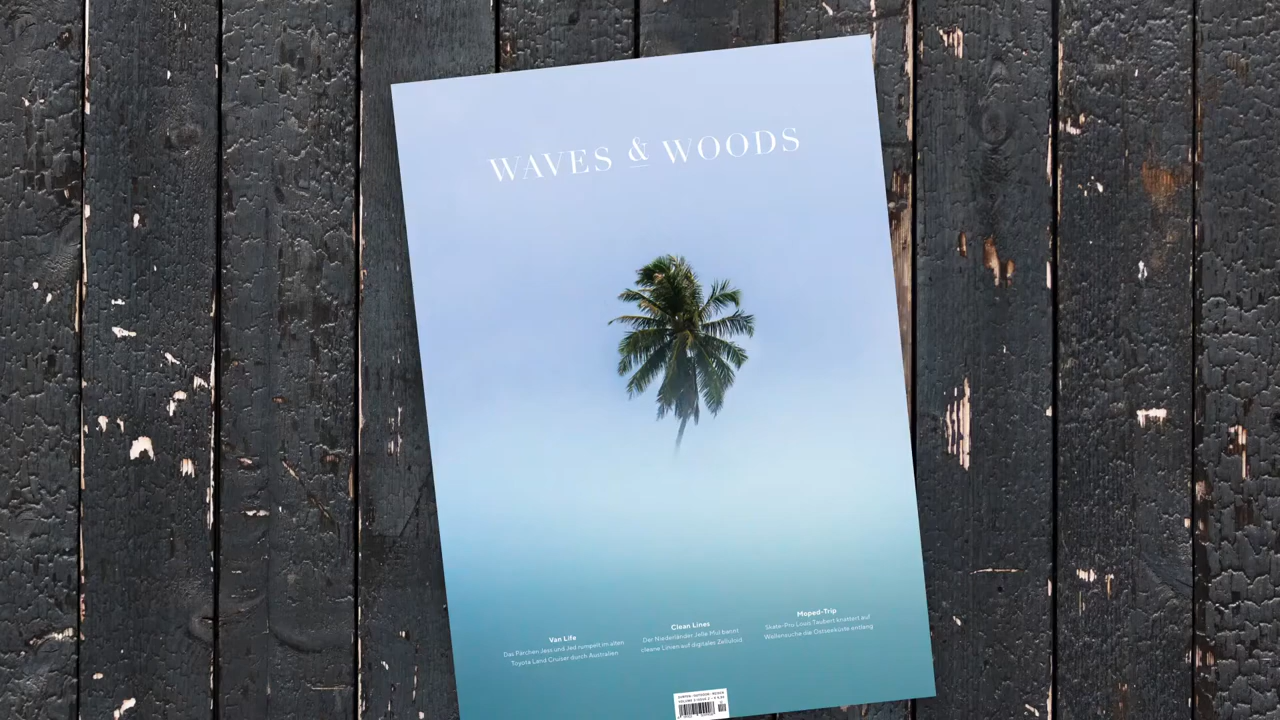 WAVES & WOODS
Van Life
Das Pärchen Jess und Jed rumpelt im alten
Toyota Land Cruiser durch Australien
Clean Lines
Der Niederländer Jelle Mul bannt
cleane Linien auf digitales Zelluloid
Moped-Trip
Skate-Pro Louis Taubert knattert auf
Wellensuche die Ostseeküste entlang